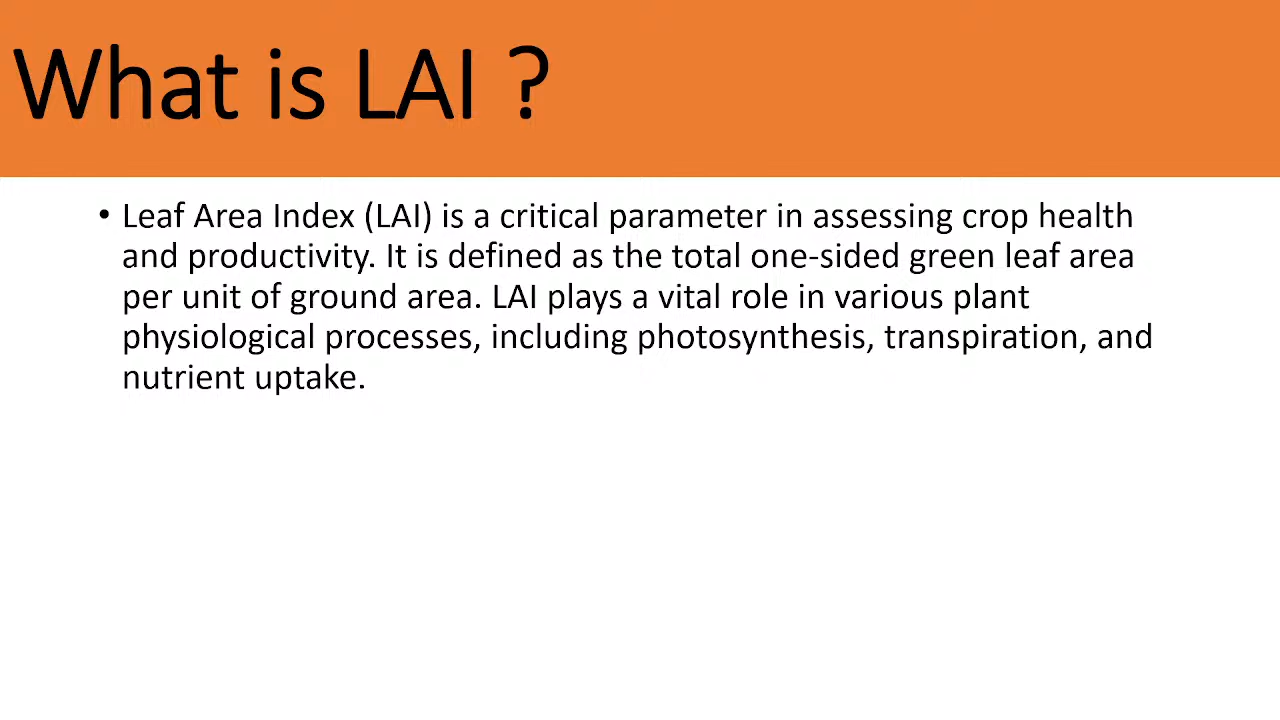 What is LAI ?
• Leaf Area Index (LAI) is a critical parameter in assessing crop health
and productivity. It is defined as the total one-sided green leaf area
per unit of ground area. LAI plays a vital role in various plant
physiological processes, including photosynthesis, transpiration, and
nutrient uptake.